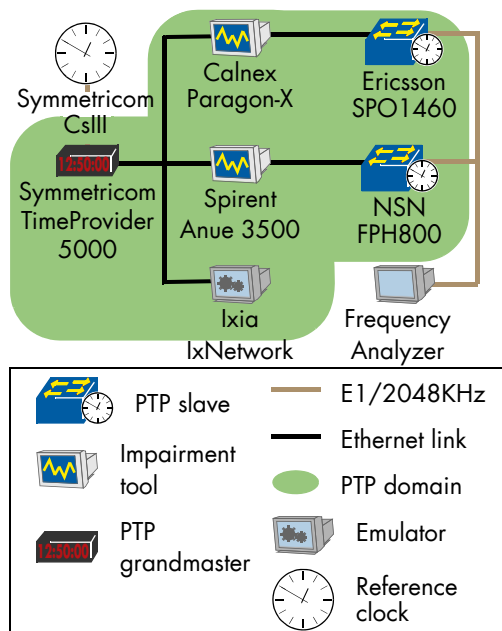 Symmetricom
CsIII
Calnex
Paragon-X
Ericsson
SPO1460
12:50:00
Symmetricom
TimeProvider
5000
Spirent
Anue 3500
NSN
FPH800
Ixia
IxNetwork
Frequency
Analyzer
PTP slave
E1/2048KHz
Impairment
tool
Ethernet link
PTP domain
12:50:00
PTP
grandmaster
Emulator
Reference
clock